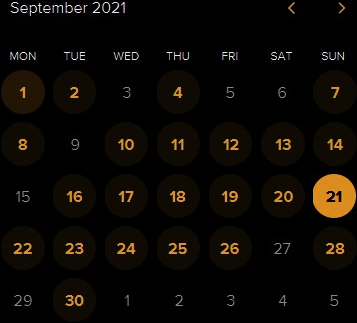 September 2021
MON TUE WED THU FRI SAT SUN
1 2 3 4 5 6 7
8 9 10 11 12 13 14
15 16 17 18 19 20 21
22 23 24 25 26 27 28
29 30 1 2 3 4 5